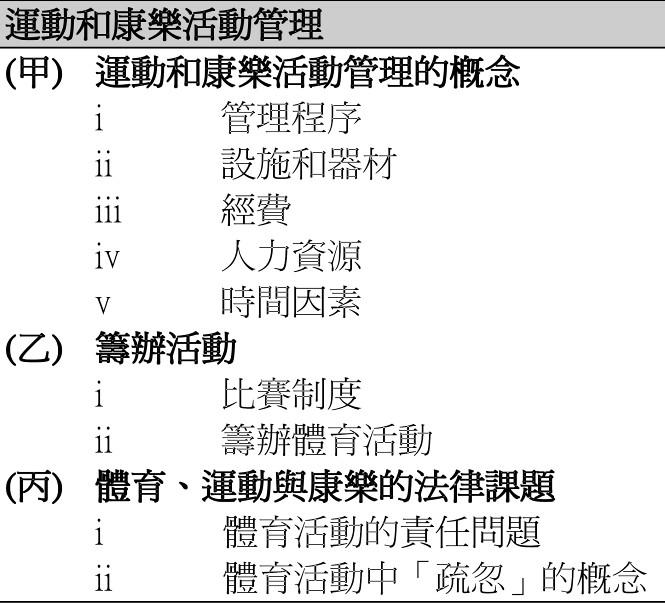 運動和康樂活動管理
(甲) 運動和康樂活動管理的概念
i 管理程序
ii 設施和器材
iii 經費
iv 人力資源
v 時間因素
(乙) 籌辦活動
i 比賽制度
ii 籌辦體育活動
(丙) 體育、運動與康樂的法律課題
i 體育活動的責任問題
ii 體育活動中「疏忽」的概念